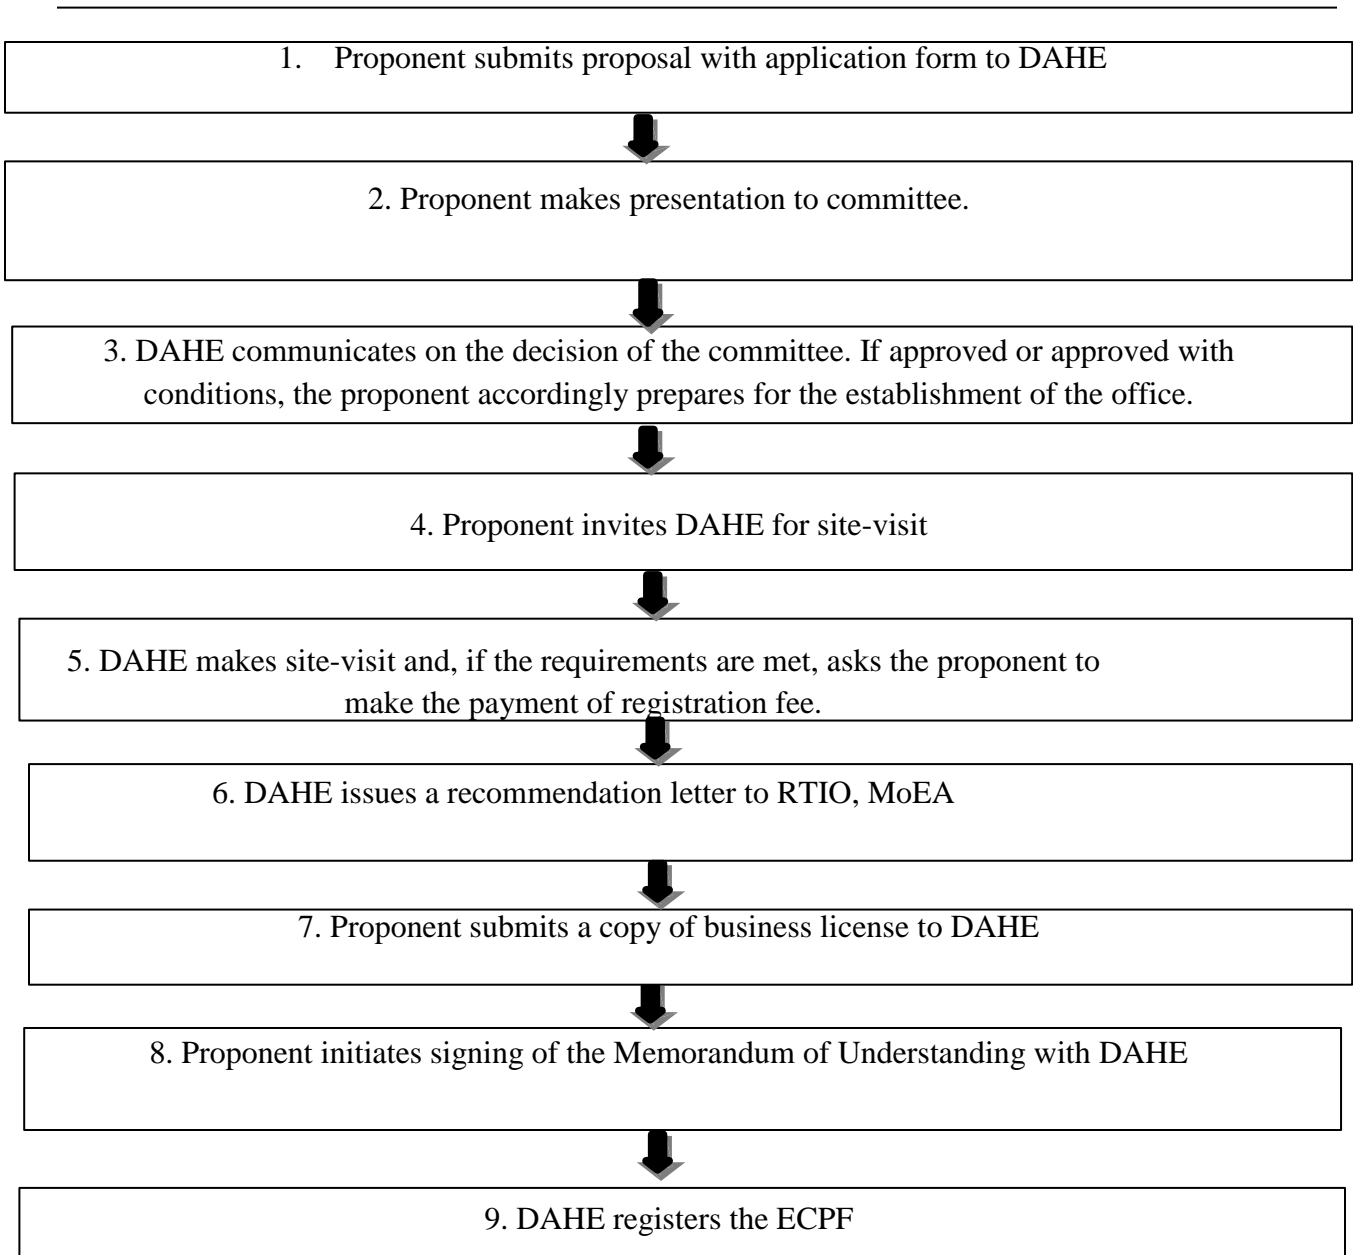 1. Proponent submits proposal with application form to DAHE
2. Proponent makes presentation to committee.
3. DAHE communicates on the decision of the committee. If approved or approved with
conditions, the proponent accordingly prepares for the establishment of the office.
4. Proponent invites DAHE for site-visit
5. DAHE makes site-visit and, if the requirements are met, asks the proponent to
make the payment of registration fee.
6. DAHE issues a recommendation letter to RTIO, MoEA
7. Proponent submits a copy of business license to DAHE
8. Proponent initiates signing of the Memorandum of Understanding with DAHE
9. DAHE registers the ECPF